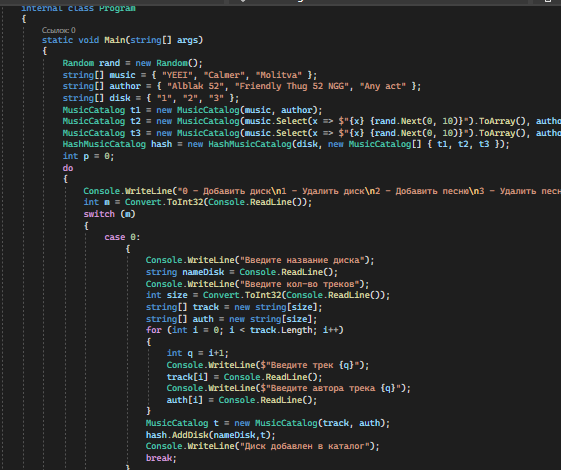 internal class Program
{
Ссылок: 0
static void Main(string[] args)
{
Random rand = new Random();
string[] music = { "YEEI", "Calmer", "Molitva" };
string[] author = { "Alblak 52", "Friendly Thug 52 NGG", "Any act" };
string[] disk = { "1", "2", "3" };
MusicCatalog t1 = new MusicCatalog(music, author);
MusicCatalog t2 = new MusicCatalog(music.Select(x => $"{x} {rand.Next(0, 10)}").ToArray(), autho
MusicCatalog t3 = new MusicCatalog(music.Select(x => $"{x} {rand.Next(0, 10)}").ToArray(), autho
HashMusicCatalog hash = new HashMusicCatalog(disk, new MusicCatalog[] { t1, t2, t3 });
int p = 0;
do
{
Console.WriteLine("0 - Добавить диск\n1 - Удалить диск\n2 - Добавить песню\n3 - Удалить песн
int m = Convert.ToInt32(Console.ReadLine());
switch (m)
{
case 0:
{
Console.WriteLine("Введите название диска");
string nameDisk = Console.ReadLine();
Console.WriteLine("Введите кол-во треков");
int size = Convert.ToInt32(Console.ReadLine());
string[] track = new string[size];
string[] auth = new string[size];
for (int i = 0; i < track.Length; i++)
{
int q = i+1;
Console.WriteLine($"Введите трек {q}");
track[i] = Console.ReadLine();
Console.WriteLine($"Введите автора трека {q}");
auth[i] = Console.ReadLine();
}
MusicCatalog t = new MusicCatalog(track, auth);
hash.AddDisk(nameDisk,t);
Console.WriteLine("Диск добавлен в каталог");
break;
}